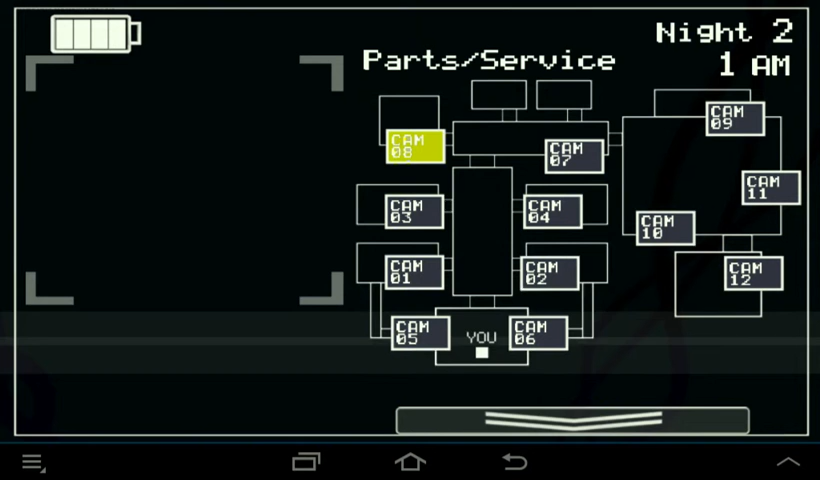 Night 2
Parts/Service
1 AM
CAM
09
CAM
08
CAM
07
CAM
11
CAM
03
CAM
04
CAM
10
CAM
01
CAM
02
CAM
12
CAM
05
YOU
CAM
06